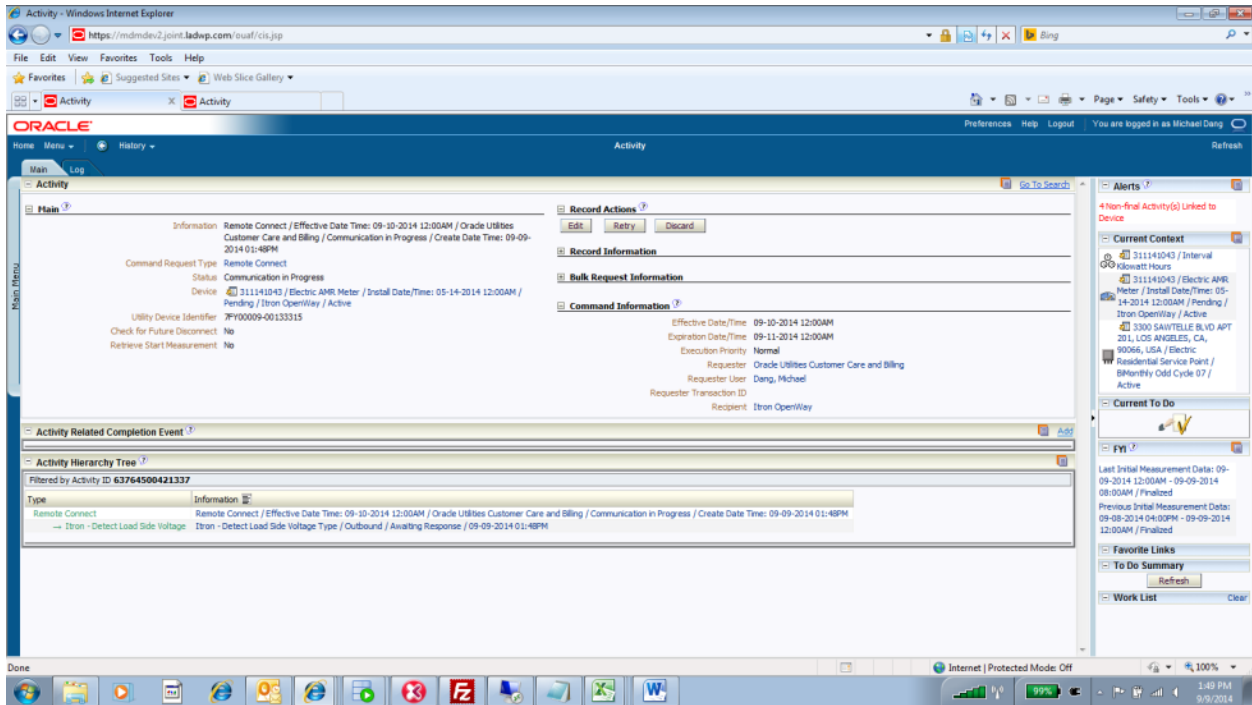 Activity - Windows Internet Explorer
https://mdmdev2.joint.ladwp.com/ouaf/cis.jsp
Bing
File Edit View Favorites Tools Help
Favorites Suggested Sites Web Slice Gallery
Activity X Activity
Page Safety Tools
ORACLE
Preferences Help Logout You are logged in as Michael Dang
Home Menu History Activity Refresh
Main Log
Main Menu
Activity Go To Search
Main
Information Remote Connect / Effective Date Time: 09-10-2014 12:00AM / Oracle Utilities
Customer Care and Billing / Communication in Progress / Create Date Time: 09-09-
2014 01:48PM
Command Request Type Remote Connect
Status Communication in Progress
Device 311141043 / Electric AMR Meter / Install Date/Time: 05-14-2014 12:00AM /
Pending / Itron OpenWay / Active
Utility Device Identifier 7FY00009-00133315
Check for Future Disconnect No
Retrieve Start Measurement No
Record Actions
Edit Retry Discard
Record Information
Bulk Request Information
Command Information
Effective Date/Time 09-10-2014 12:00AM
Expiration Date/Time 09-11-2014 12:00AM
Execution Priority Normal
Requester Oracle Utilities Customer Care and Billing
Requester User Dang, Michael
Requester Transaction ID
Recipient Itron OpenWay
Activity Related Completion Event Add
Activity Hierarchy Tree
Filtered by Activity ID 63764500421337
Type Information
Remote Connect Remote Connect / Effective Date Time: 09-10-2014 12:00AM / Oracle Utilities Customer Care and Billing / Communication in Progress / Create Date Time: 09-09-2014 01:48PM
→ Itron - Detect Load Side Voltage Itron - Detect Load Side Voltage Type / Outbound / Awaiting Response / 09-09-2014 01:48PM
Alerts
4 Non-final Activity(s) Linked to
Device
Current Context
311141043 / Interval
Kilowatt Hours
311141043 / Electric AMR
Meter / Install Date/Time: 05-
14-2014 12:00AM / Pending /
Itron OpenWay / Active
3300 SAWTELLE BLVD APT
201, LOS ANGELES, CA,
90066, USA / Electric
Residential Service Point /
BiMonthly Odd Cycle 07 /
Active
Current To Do
FYI
Last Initial Measurement Data: 09-
09-2014 12:00AM - 09-09-2014
08:00AM / Finalized
Previous Initial Measurement Data:
09-08-2014 04:00PM - 09-09-2014
12:00AM / Finalized
Favorite Links
To Do Summary
Refresh
Work List Clear
Done
Internet | Protected Mode: Off
100%
99%
1:49 PM
9/9/2014